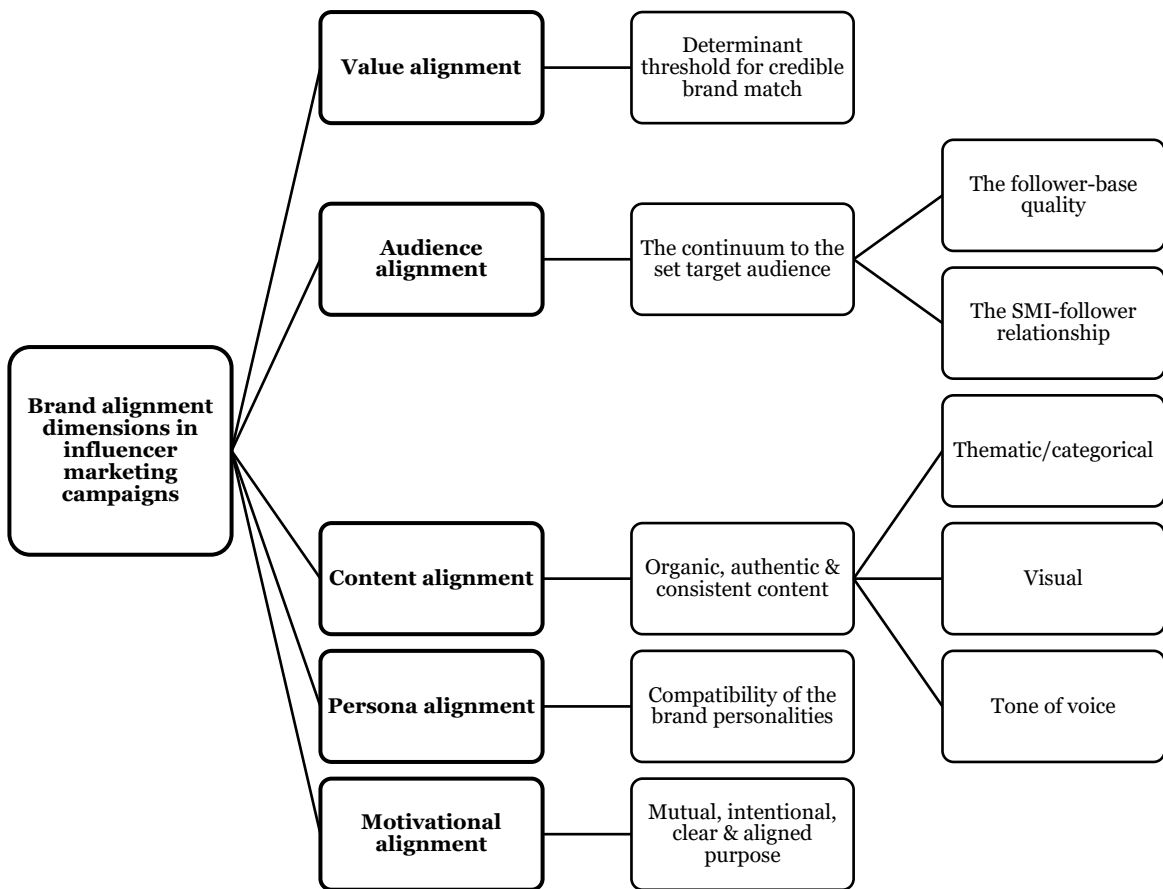 Brand alignment
dimensions in
influencer
marketing
campaigns
Value alignment
Determinant
threshold for credible
brand match
Audience
alignment
The continuum to the
set target audience
The follower-base
quality
The SMI-follower
relationship
Content alignment
Organic, authentic &
consistent content
Thematic/categorical
Visual
Tone of voice
Persona alignment
Compatibility of the
brand personalities
Motivational
alignment
Mutual, intentional,
clear & aligned
purpose